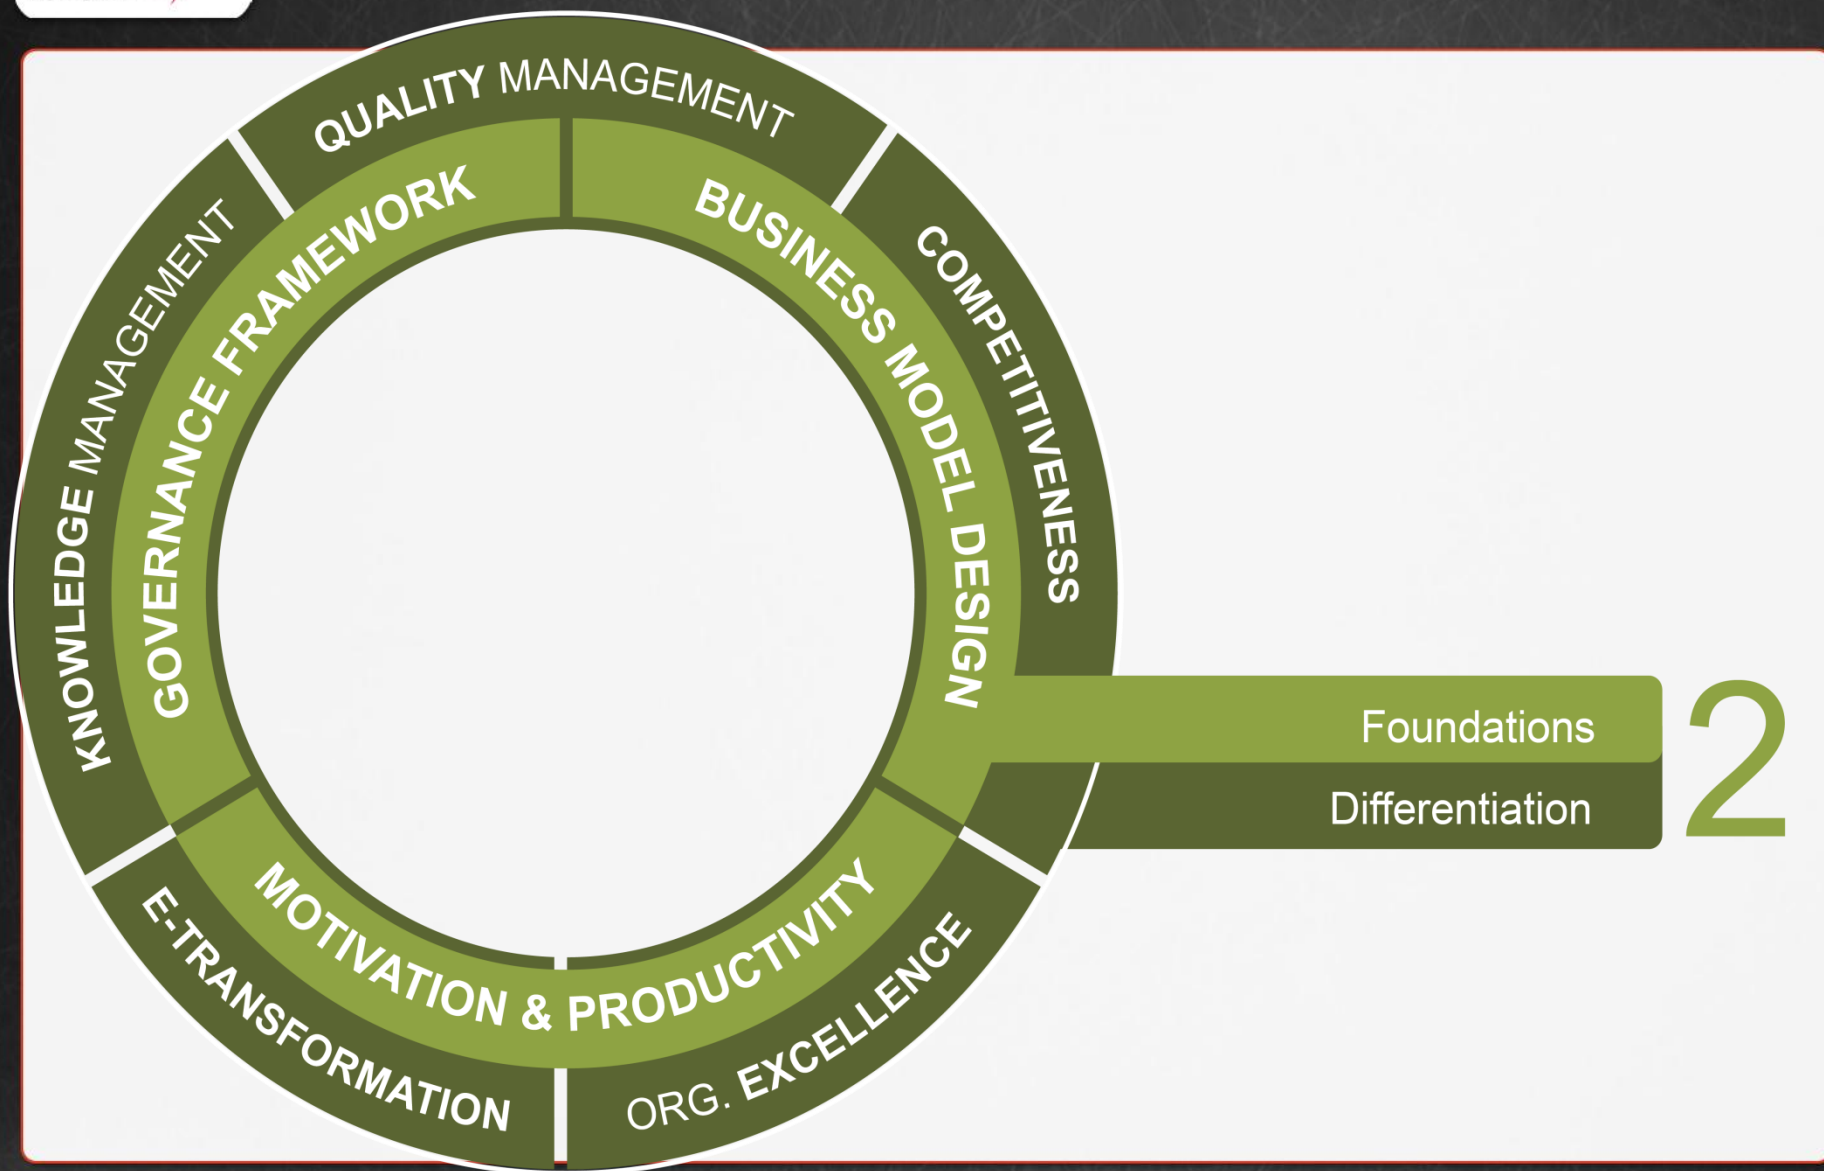 QUALITY MANAGEMENT
KNOWLEDGE MANAGEMENT
GOVERNANCE FRAMEWORK
BUSINESS MODEL DESIGN
COMPETITIVENESS
Foundations
Differentiation
2
MOTIVATION & PRODUCTIVITY
E-TRANSFORMATION
ORG. EXCELLENCE